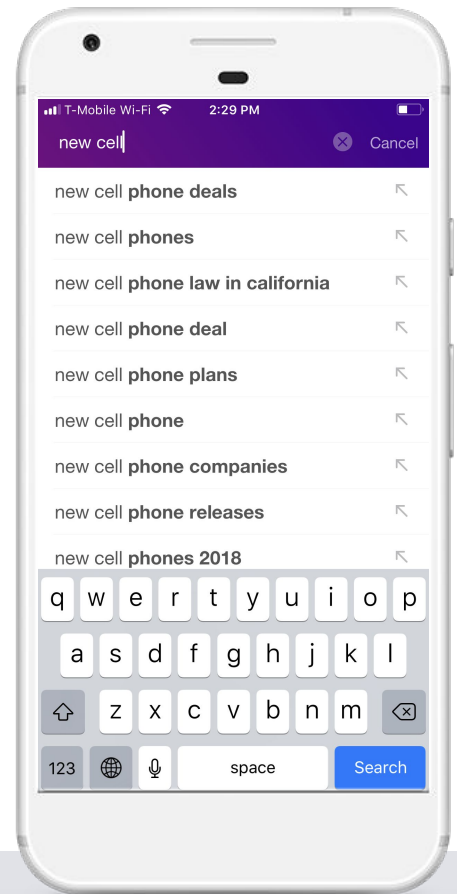 T-Mobile Wi-Fi 2:29 PM
new cell Cancel
new cell phone deals
new cell phones
new cell phone law in california
new cell phone deal
new cell phone plans
new cell phone
new cell phone companies
new cell phone releases
new cell phones 2018
q w e r t y u i o p
a s d f g h j k l
z x c v b n m
123 space Search